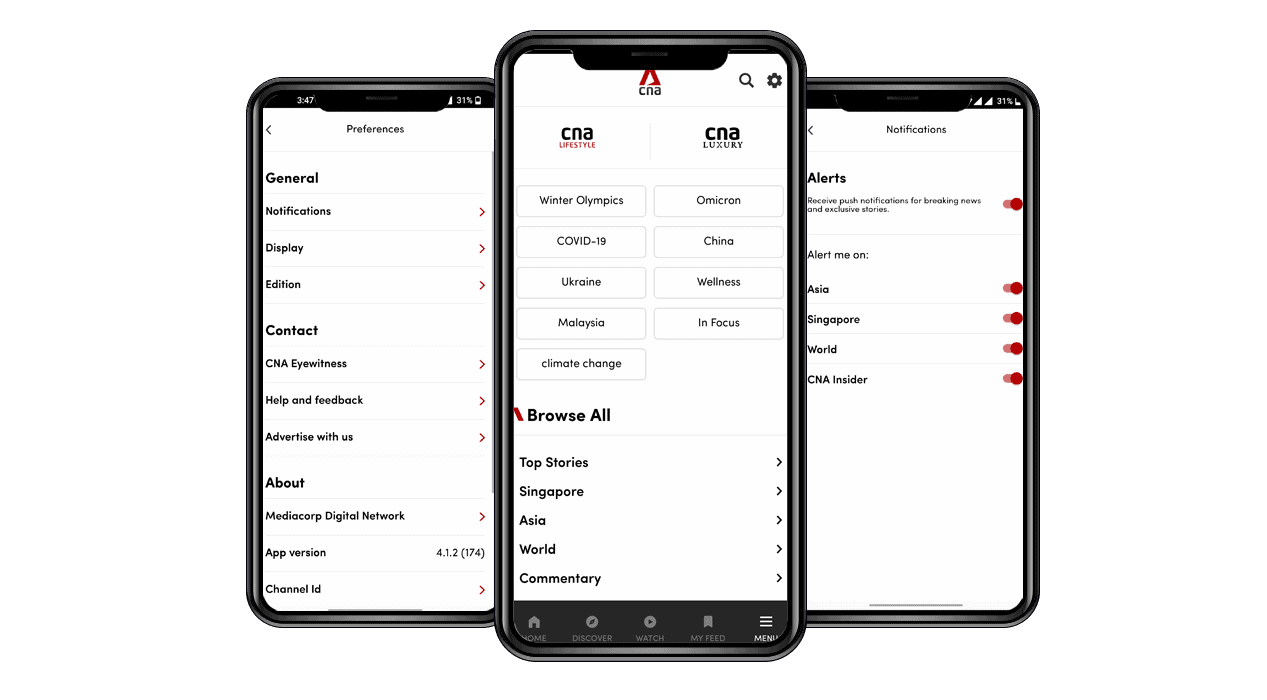 3:47
31%
Preferences
General
Notifications
Display
Edition
Contact
CNA Eyewitness
Help and feedback
Advertise with us
About
Mediacorp Digital Network
App version 4.1.2 (174)
Channel Id
cna
cna LIFESTYLE
cna LUXURY
Winter Olympics
Omicron
COVID-19
China
Ukraine
Wellness
Malaysia
In Focus
climate change
Browse All
Top Stories
Singapore
Asia
World
Commentary
HOME
DISCOVER
WATCH
MY FEED
MENU
31%
Notifications
Alerts
Receive push notifications for breaking news
and exclusive stories.
Alert me on:
Asia
Singapore
World
CNA Insider